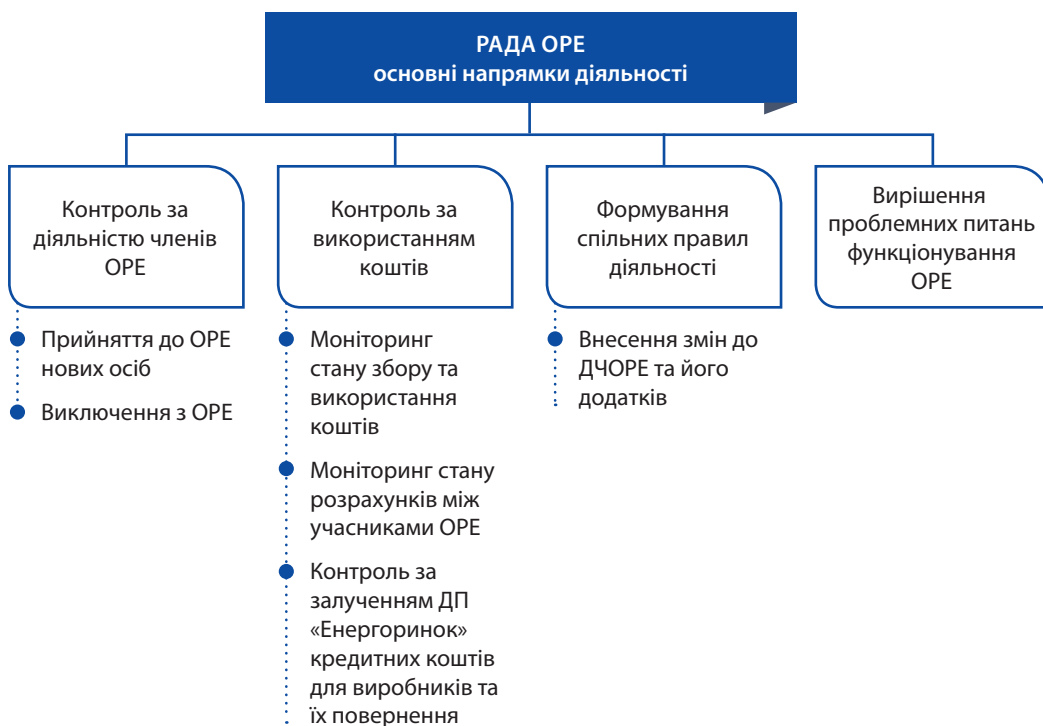 РАДА ОРЕ
основні напрямки діяльності
Контроль за
діяльністю членів
ОРЕ
Прийняття до ОРЕ
нових осіб
Виключення з ОРЕ
Контроль за
використанням
коштів
Моніторинг
стану збору та
використання
коштів
Моніторинг стану
розрахунків між
учасниками ОРЕ
Контроль за
залученням ДП
«Енергоринок»
кредитних коштів
для виробників та
їх повернення
Формування
спільних правил
діяльності
Внесення змін до
ДЧОРЕ та його
додатків
Вирішення
проблемних питань
функціонування
ОРЕ